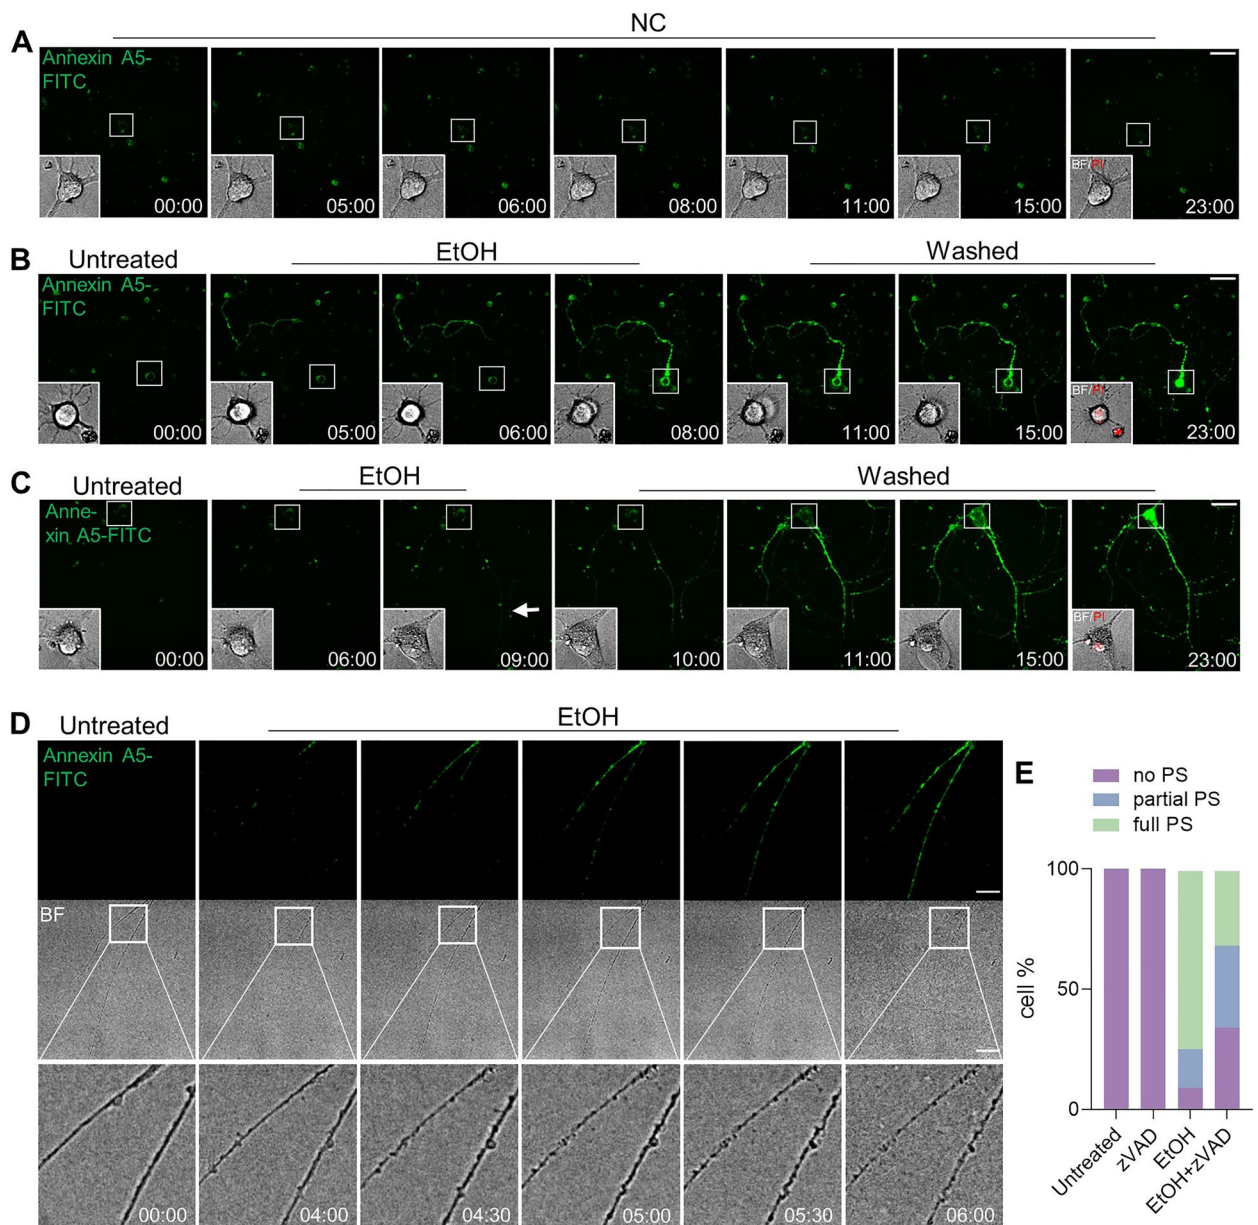 NC
A
Annexin A5-
FITC
BF/PI
00:00
05:00
06:00
08:00
11:00
15:00
23:00
B
Untreated
EtOH
Washed
Annexin A5-
FITC
BF/PI
00:00
05:00
06:00
08:00
11:00
15:00
23:00
C
Untreated
EtOH
Washed
Anne-
xin A5-FITC
BF/PI
00:00
06:00
09:00
10:00
11:00
15:00
23:00
D
Untreated
EtOH
Annexin A5-
FITC
BF
00:00
04:00
04:30
05:00
05:30
06:00
E
no PS
partial PS
full PS
100
50
0
cell %
Untreated
zVAD
EtOH
EtOH+zVAD